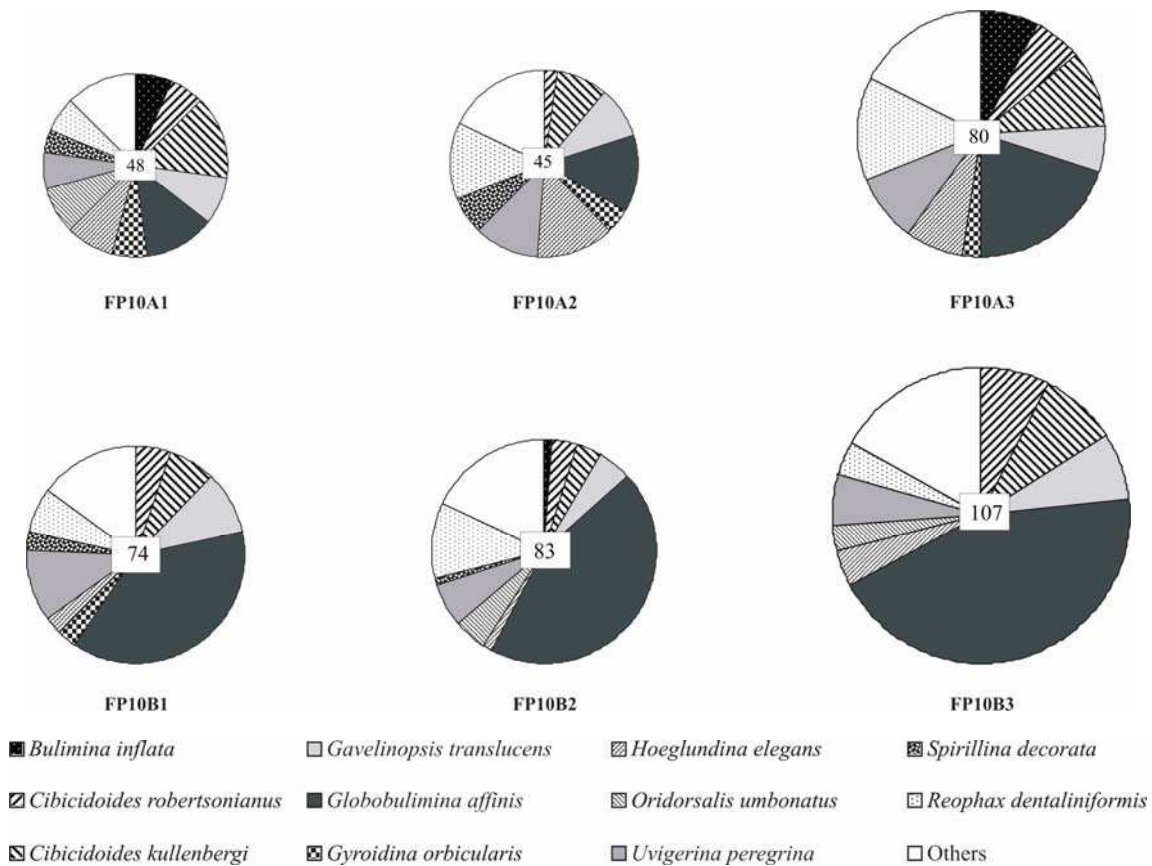 48
45
80
FP10A1
FP10A2
FP10A3
74
83
107
FP10B1
FP10B2
FP10B3
Bulimina inflata
Gavelinopsis translucens
Hoeglundina elegans
Spirillina decorata
Cibicidoides robertsonianus
Globobulimina affinis
Oridorsalis umbonatus
Reophax dentaliniformis
Cibicidoides kullenbergi
Gyroidina orbicularis
Uvigerina peregrina
Others